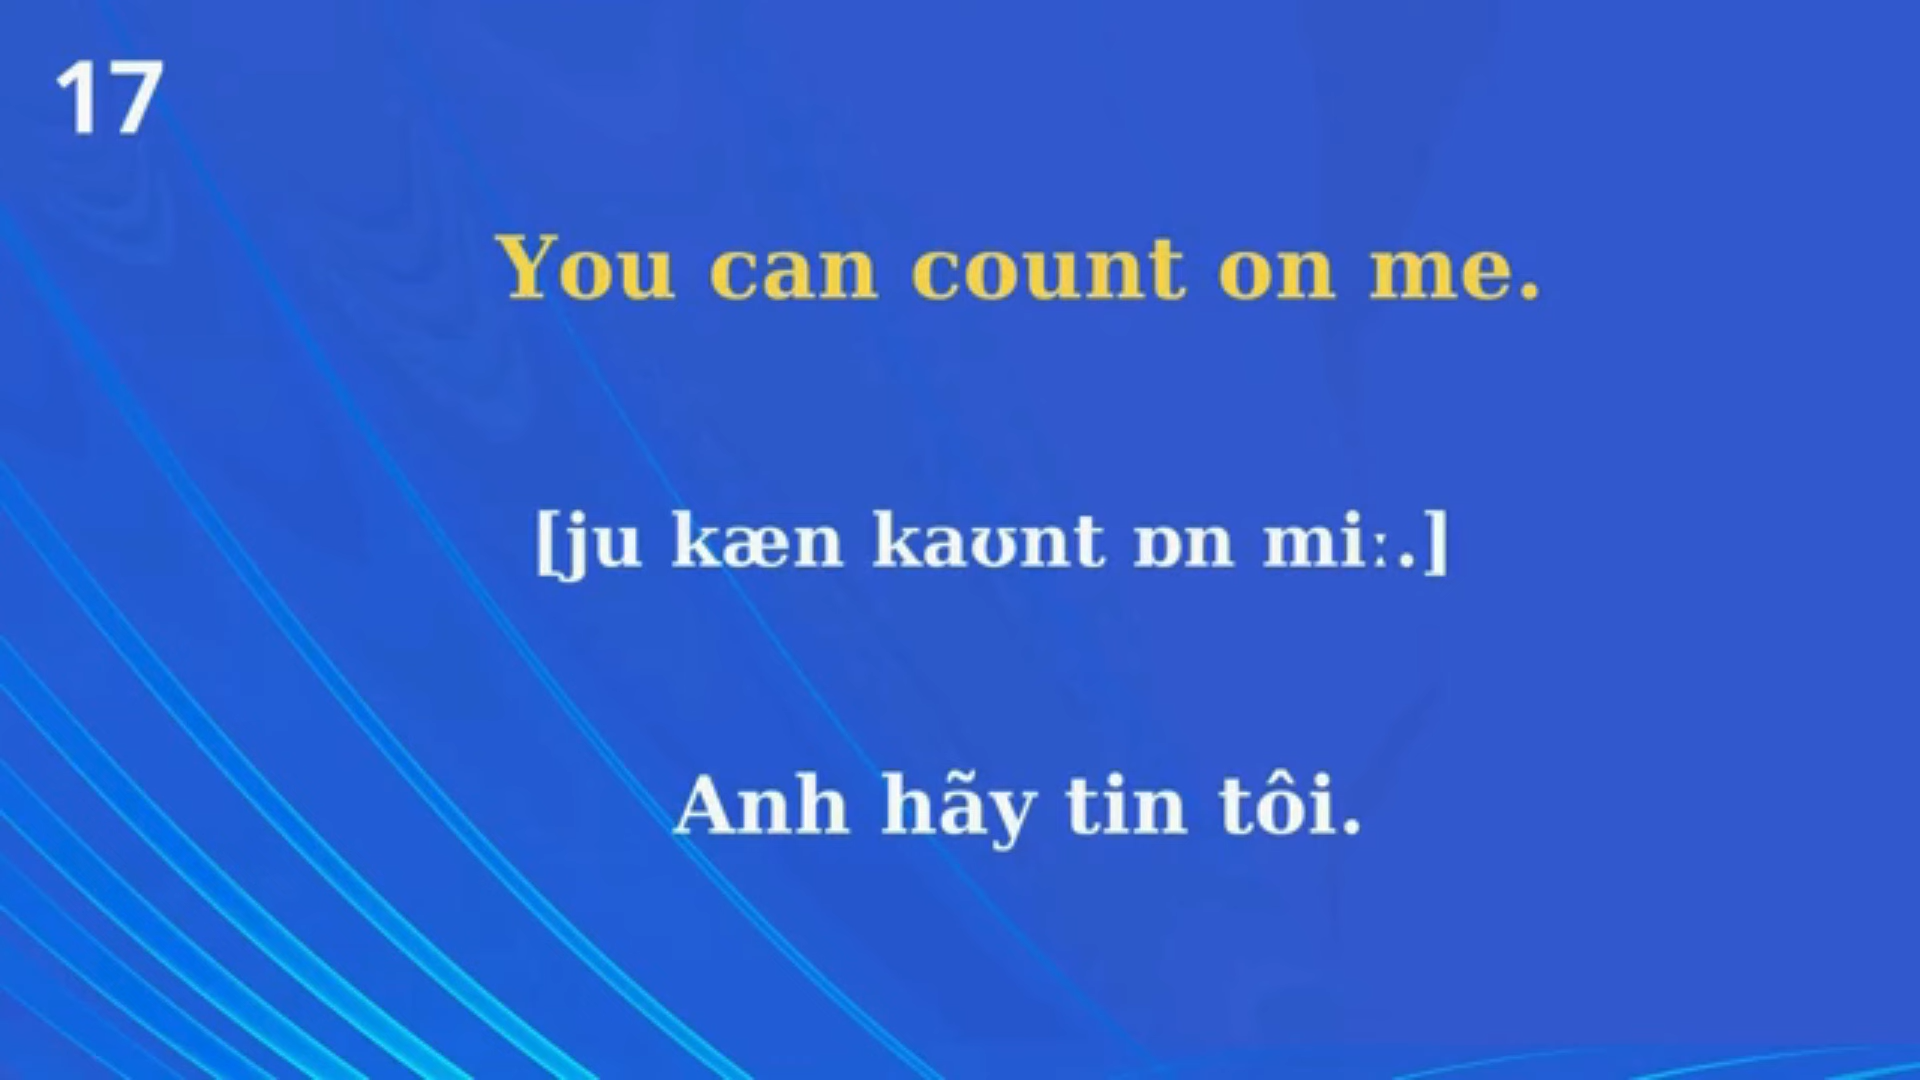 17
You can count on me.
[ju kæn kaʊnt ɒn miː.]
Anh hãy tin tôi.